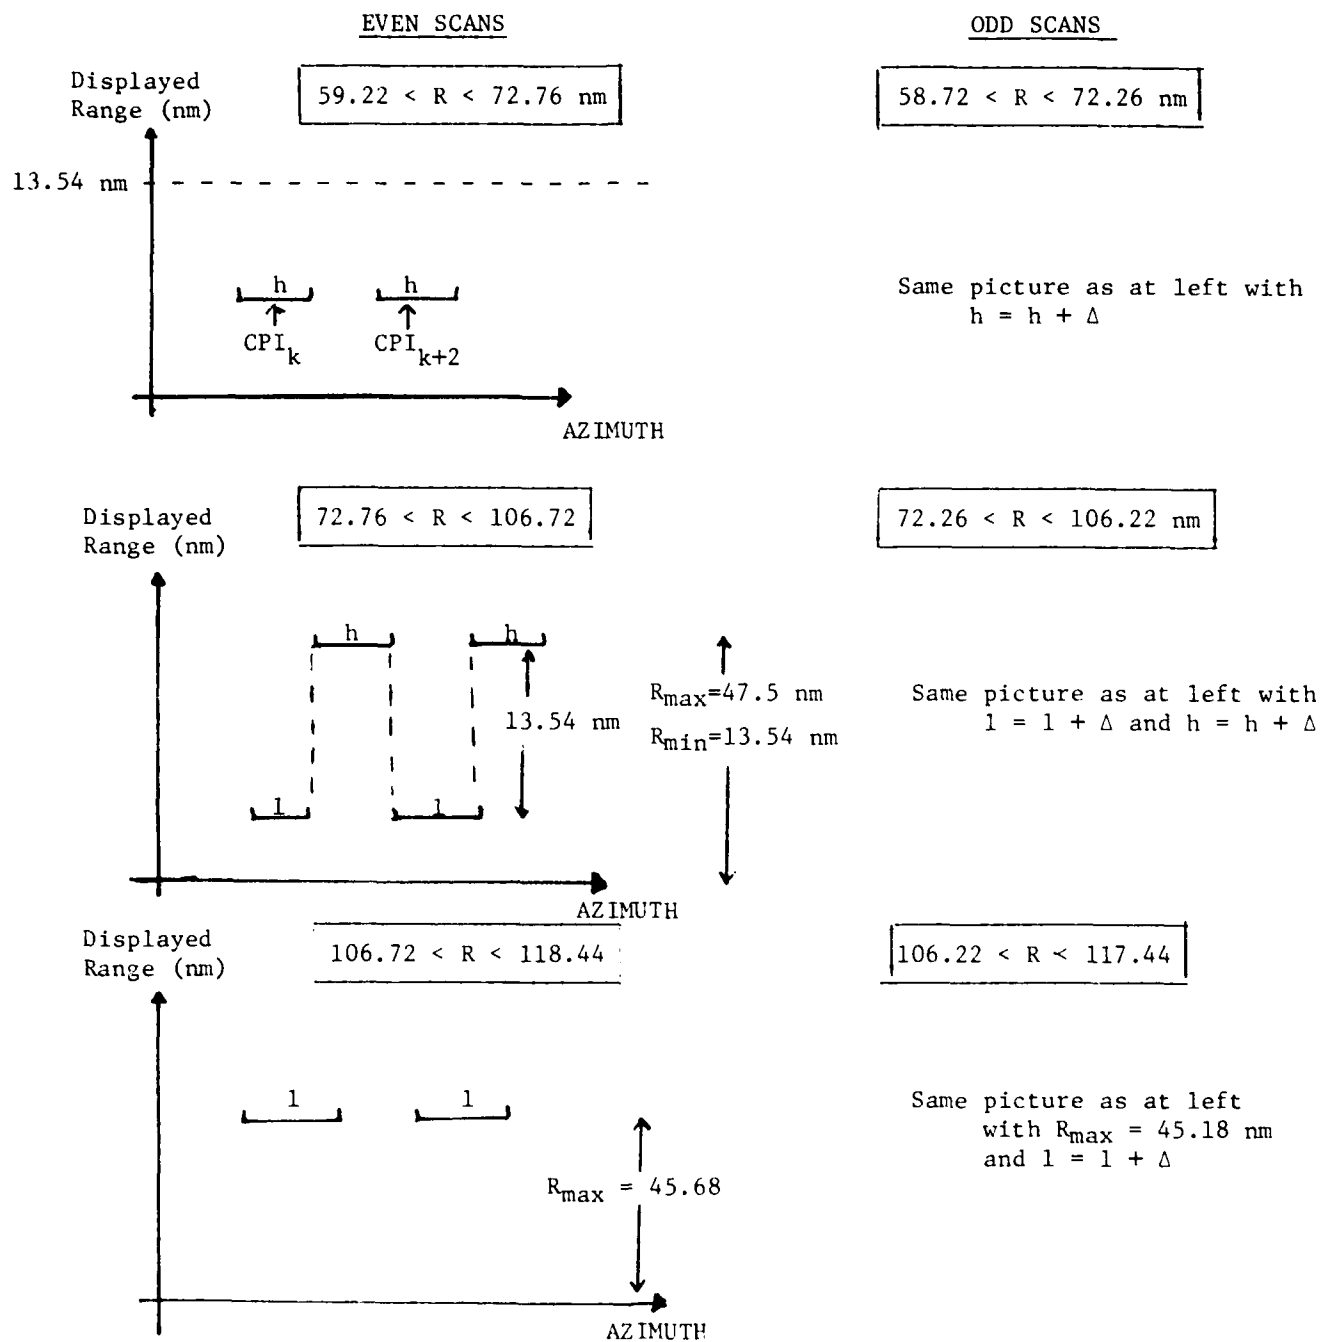 EVEN SCANS
ODD SCANS
Displayed
Range (nm)
59.22 < R < 72.76 nm
58.72 < R < 72.26 nm
13.54 nm
h
h
CPIk
CPIk+2
AZIMUTH
Same picture as at left with
h = h + Δ
Displayed
Range (nm)
72.76 < R < 106.72
72.26 < R < 106.22 nm
h
h
13.54 nm
l
l
Rmax=47.5 nm
Rmin=13.54 nm
AZIMUTH
Same picture as at left with
l = l + Δ and h = h + Δ
Displayed
Range (nm)
106.72 < R < 118.44
106.22 < R < 117.44
l
l
Rmax = 45.68
AZIMUTH
Same picture as at left
with Rmax = 45.18 nm
and l = l + Δ